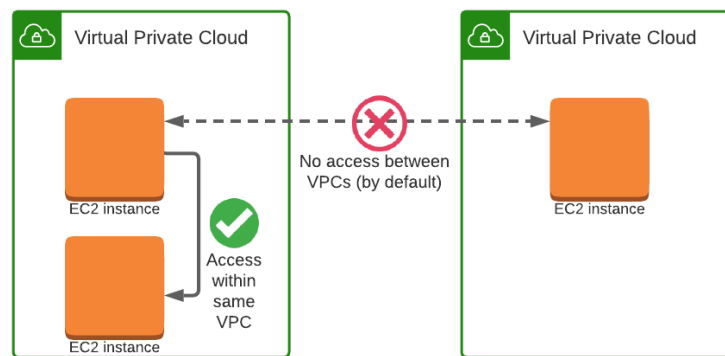 Virtual Private Cloud
Virtual Private Cloud
No access between
VPCs (by default)
EC2 instance
EC2 instance
Access
within
same
VPC
EC2 instance